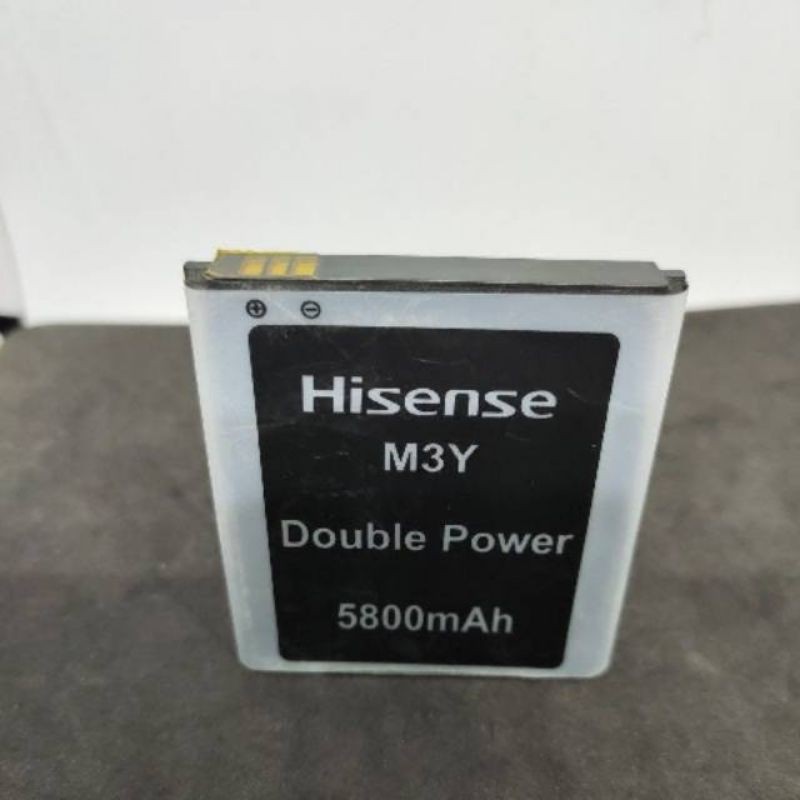 ⊕ ⊖
Hisense
M3Y
Double Power
5800mAh